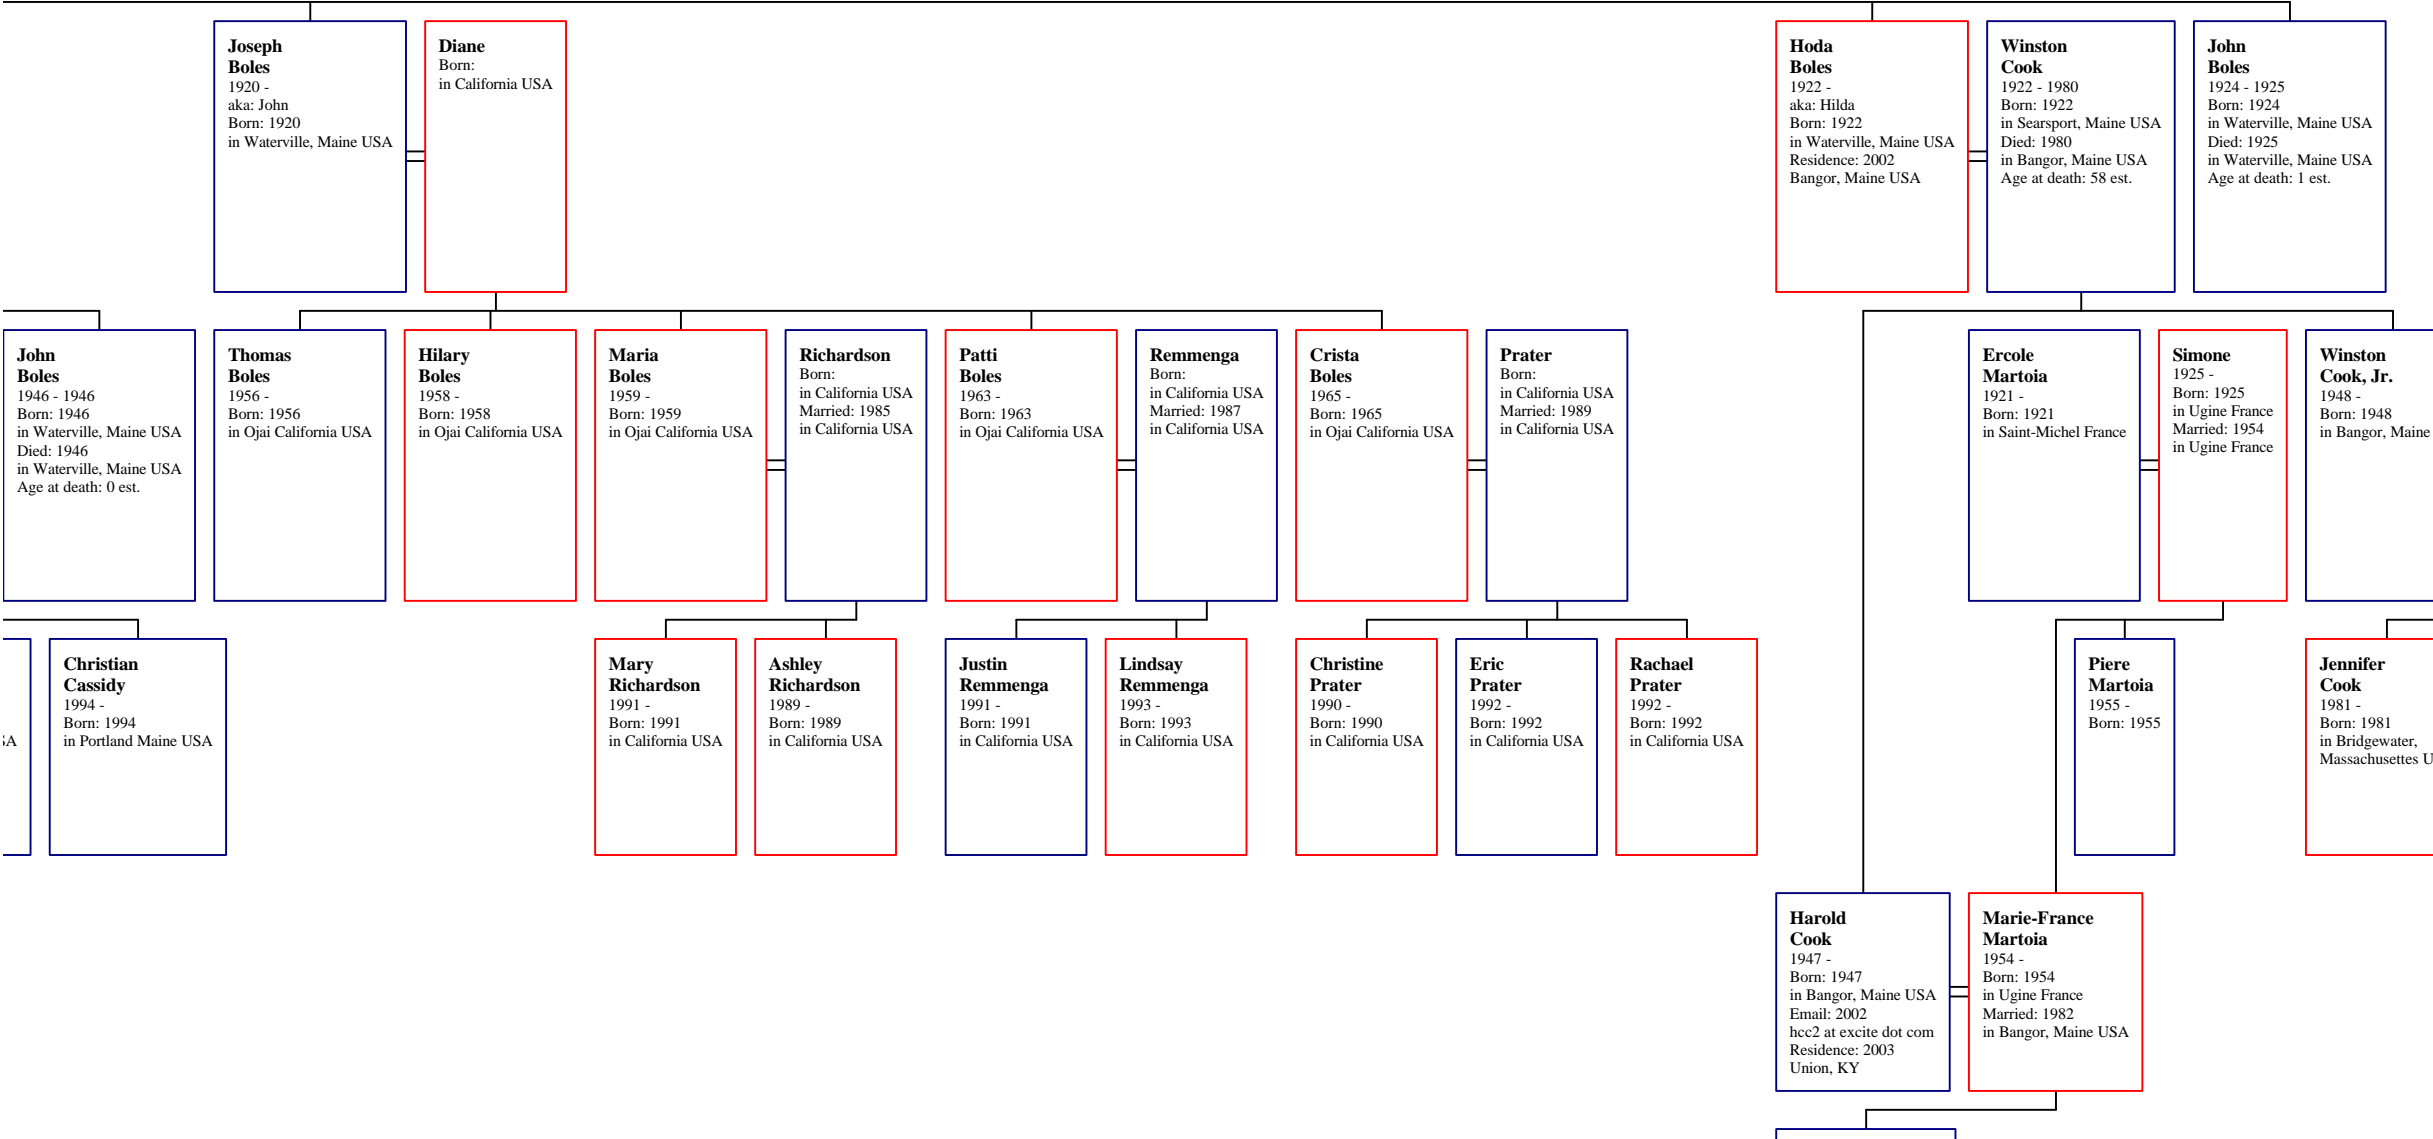 Joseph
Boles
1920 -
aka: John
Born: 1920
in Waterville, Maine USA
Diane
Born:
in California USA
Hoda
Boles
1922 -
aka: Hilda
Born: 1922
in Waterville, Maine USA
Residence: 2002
Bangor, Maine USA
Winston
Cook
1922 - 1980
Born: 1922
in Searsport, Maine USA
Died: 1980
in Bangor, Maine USA
Age at death: 58 est.
John
Boles
1924 - 1925
Born: 1924
in Waterville, Maine USA
Died: 1925
in Waterville, Maine USA
Age at death: 1 est.
John
Boles
1946 - 1946
Born: 1946
in Waterville, Maine USA
Died: 1946
in Waterville, Maine USA
Age at death: 0 est.
Thomas
Boles
1956 -
Born: 1956
in Ojai California USA
Hilary
Boles
1958 -
Born: 1958
in Ojai California USA
Maria
Boles
1959 -
Born: 1959
in Ojai California USA
Richardson
Born:
in California USA
Married: 1985
in California USA
Patti
Boles
1963 -
Born: 1963
in Ojai California USA
Remmenga
Born:
in California USA
Married: 1987
in California USA
Crista
Boles
1965 -
Born: 1965
in Ojai California USA
Prater
Born:
in California USA
Married: 1989
in California USA
Ercole
Martoia
1921 -
Born: 1921
in Saint-Michel France
Simone
1925 -
Born: 1925
in Ugine France
Married: 1954
in Ugine France
Winston
Cook, Jr.
1948 -
Born: 1948
in Bangor, Maine
Christian
Cassidy
1994 -
Born: 1994
in Portland Maine USA
Mary
Richardson
1991 -
Born: 1991
in California USA
Ashley
Richardson
1989 -
Born: 1989
in California USA
Justin
Remmenga
1991 -
Born: 1991
in California USA
Lindsay
Remmenga
1993 -
Born: 1993
in California USA
Christine
Prater
1990 -
Born: 1990
in California USA
Eric
Prater
1992 -
Born: 1992
in California USA
Rachael
Prater
1992 -
Born: 1992
in California USA
Piere
Martoia
1955 -
Born: 1955
Jennifer
Cook
1981 -
Born: 1981
in Bridgewater,
Massachusettes U
Harold
Cook
1947 -
Born: 1947
in Bangor, Maine USA
Email: 2002
hcc2 at excite dot com
Residence: 2003
Union, KY
Marie-France
Martoia
1954 -
Born: 1954
in Ugine France
Married: 1982
in Bangor, Maine USA